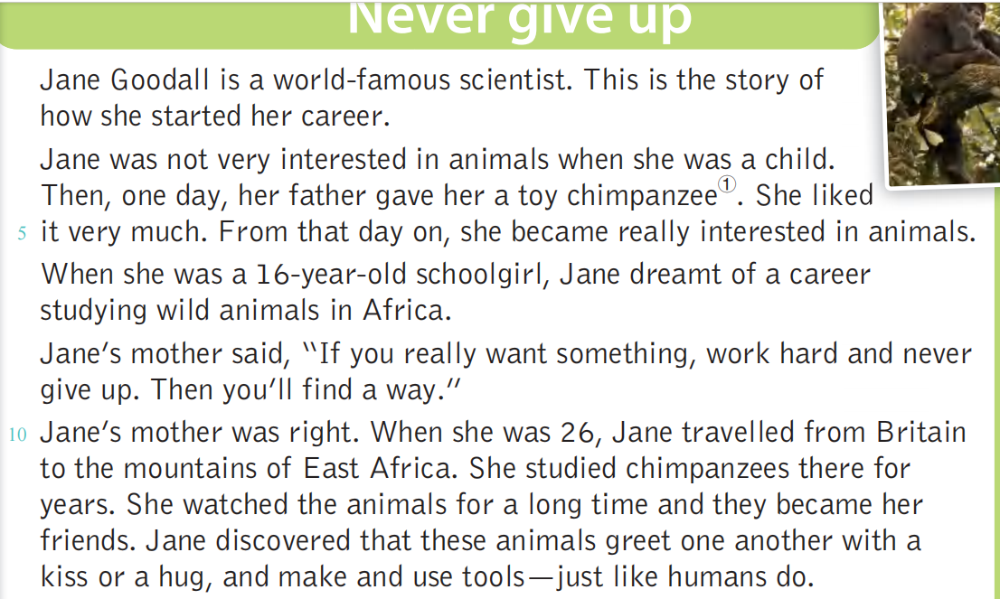 Never give up
Jane Goodall is a world-famous scientist. This is the story of
how she started her career.
Jane was not very interested in animals when she was a child.
Then, one day, her father gave her a toy chimpanzee①. She liked
5 it very much. From that day on, she became really interested in animals.
When she was a 16-year-old schoolgirl, Jane dreamt of a career
studying wild animals in Africa.
Jane’s mother said, “If you really want something, work hard and never
give up. Then you’ll find a way.”
10 Jane’s mother was right. When she was 26, Jane travelled from Britain
to the mountains of East Africa. She studied chimpanzees there for
years. She watched the animals for a long time and they became her
friends. Jane discovered that these animals greet one another with a
kiss or a hug, and make and use tools—just like humans do.